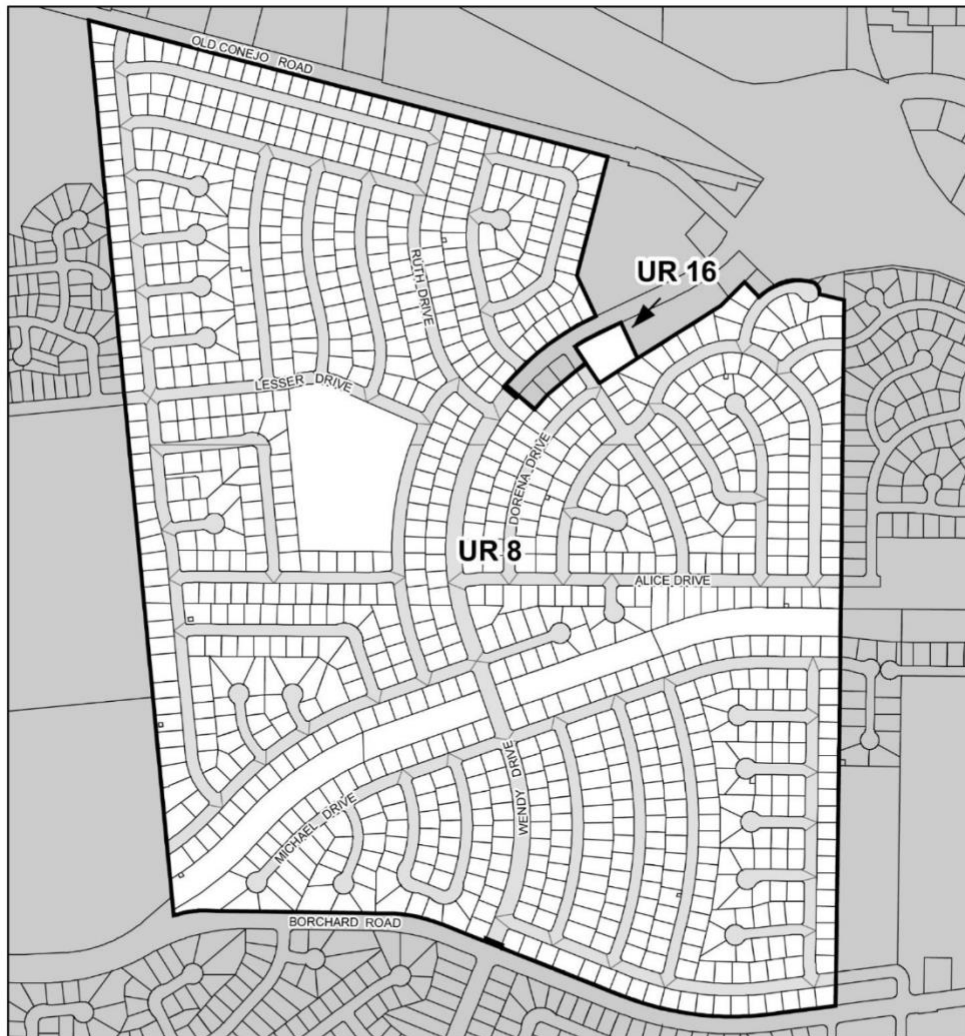 OLD CONEJO ROAD
UR 16
RUTH DRIVE
LESSER DRIVE
DORENA DRIVE
UR 8
ALICE DRIVE
WENDY DRIVE
MICHAEL DRIVE
BORCHARD ROAD